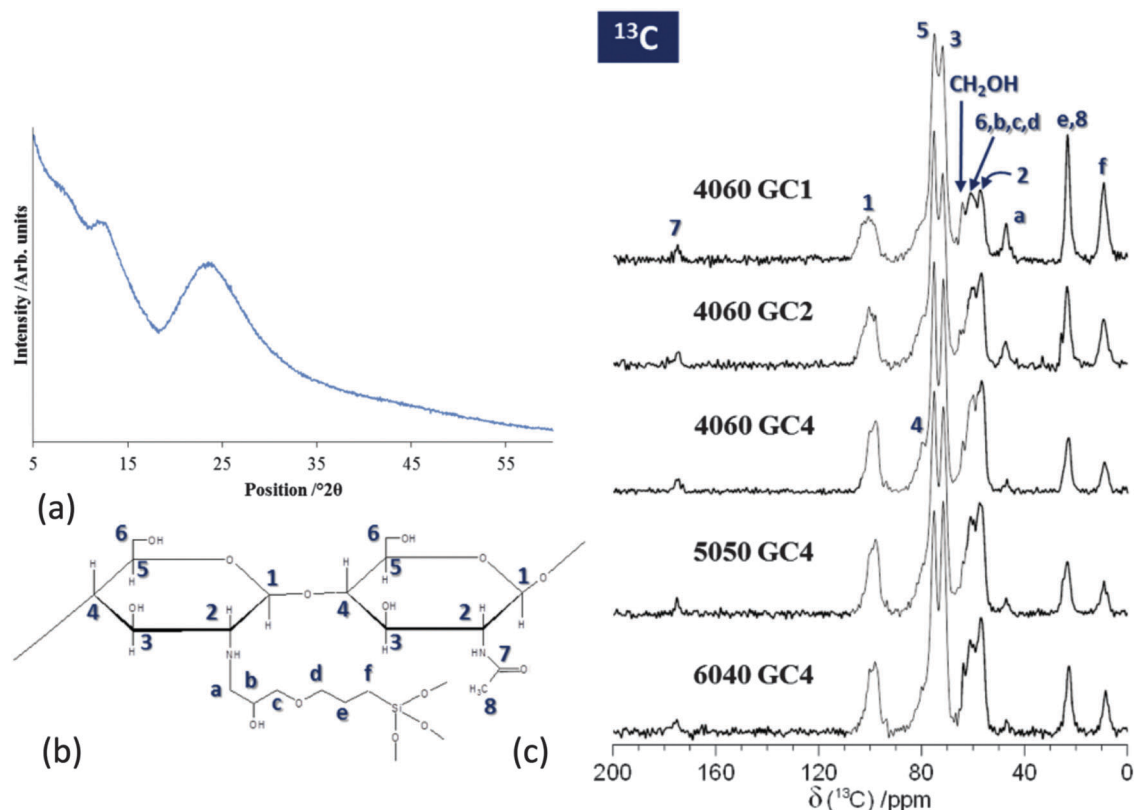 Intensity /Arb. units
5 15 25 35 45 55
Position /°2θ
(a)
6
OH
O
H
5
H
4
OH
3
H
2
H
1
H
NH
O
6
OH
O
H
5
H
4
OH
3
H
2
H
1
O
H
NH
7
O
H₃C
8
a
b
OH
c
O
d
e
f
Si
O
O
O
(b)
(c)
¹³C
5 3
CH₂OH
6,b,c,d
2
e,8
f
a
1
7
4060 GC1
4060 GC2
4060 GC4
4
5050 GC4
6040 GC4
200 160 120 80 40 0
δ (¹³C) /ppm